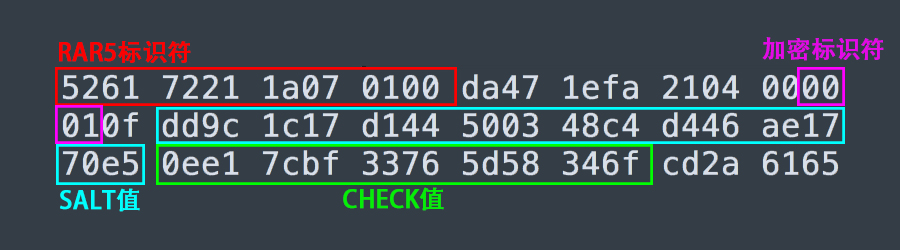 RAR5标识符 加密标识符
5261 7221 1a07 0100 da47 1efa 2104 0000
010f dd9c 1c17 d144 5003 48c4 d446 ae17
70e5 0ee1 7cbf 3376 5d58 346f cd2a 6165
SALT值 CHECK值